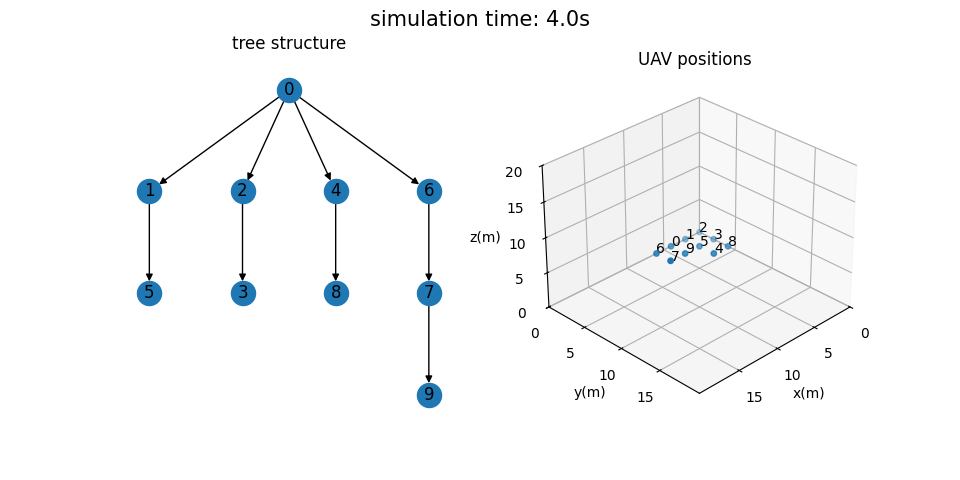 simulation time: 4.0s
tree structure
0
1 2 4 6
5 3 8 7
9
UAV positions
20
15
10
5
0
z(m)
2
0 1 3
6 9 5 4 8
7
0
5
10
15
y(m)
0
5
10
15
x(m)